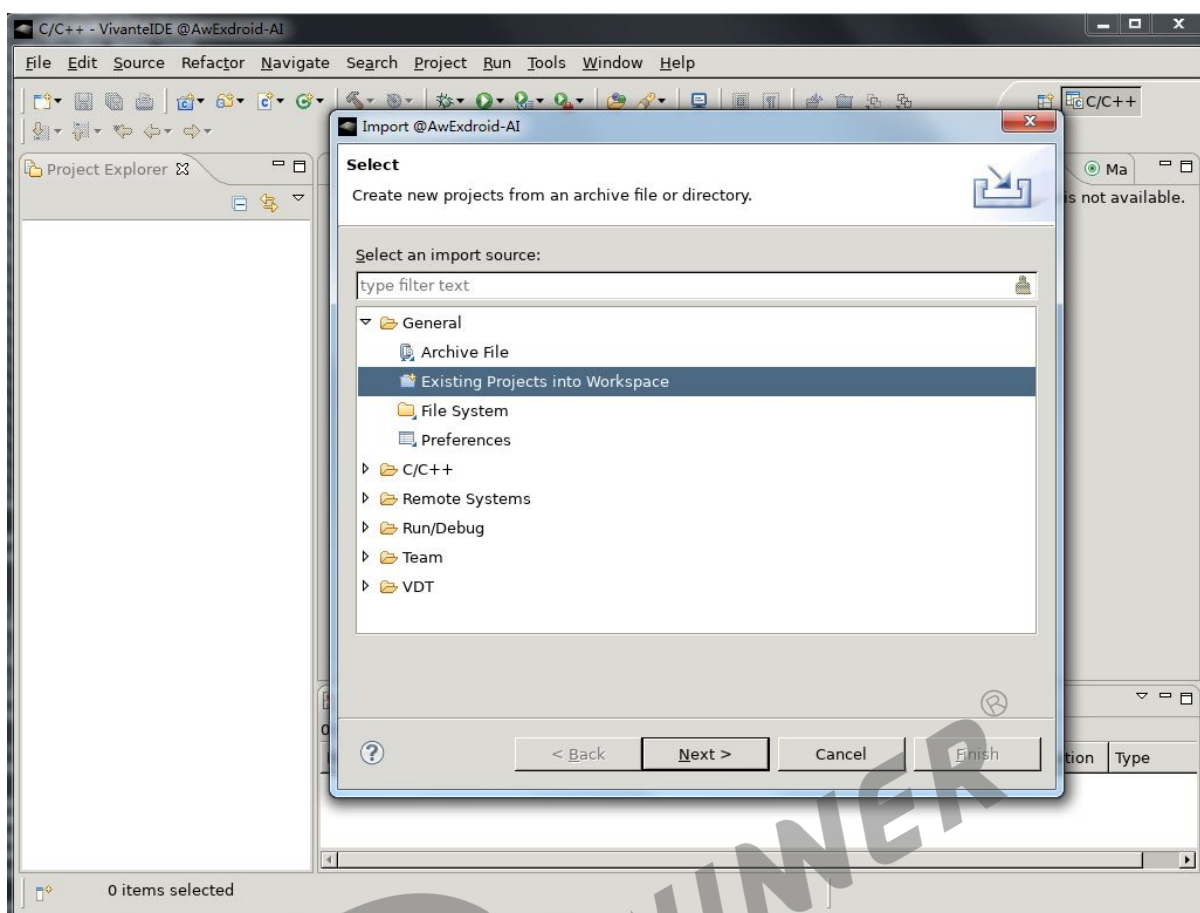 C/C++ - VivanteIDE @AwExdroid-AI
File Edit Source Refactor Navigate Search Project Run Tools Window Help
C/C++
Import @AwExdroid-AI
Project Explorer
Ma
Select
Create new projects from an archive file or directory.
is not available.
Select an import source:
type filter text
General
Archive File
Existing Projects into Workspace
File System
Preferences
C/C++
Remote Systems
Run/Debug
Team
VDT
< Back Next > Cancel Finish
tion Type
0 items selected